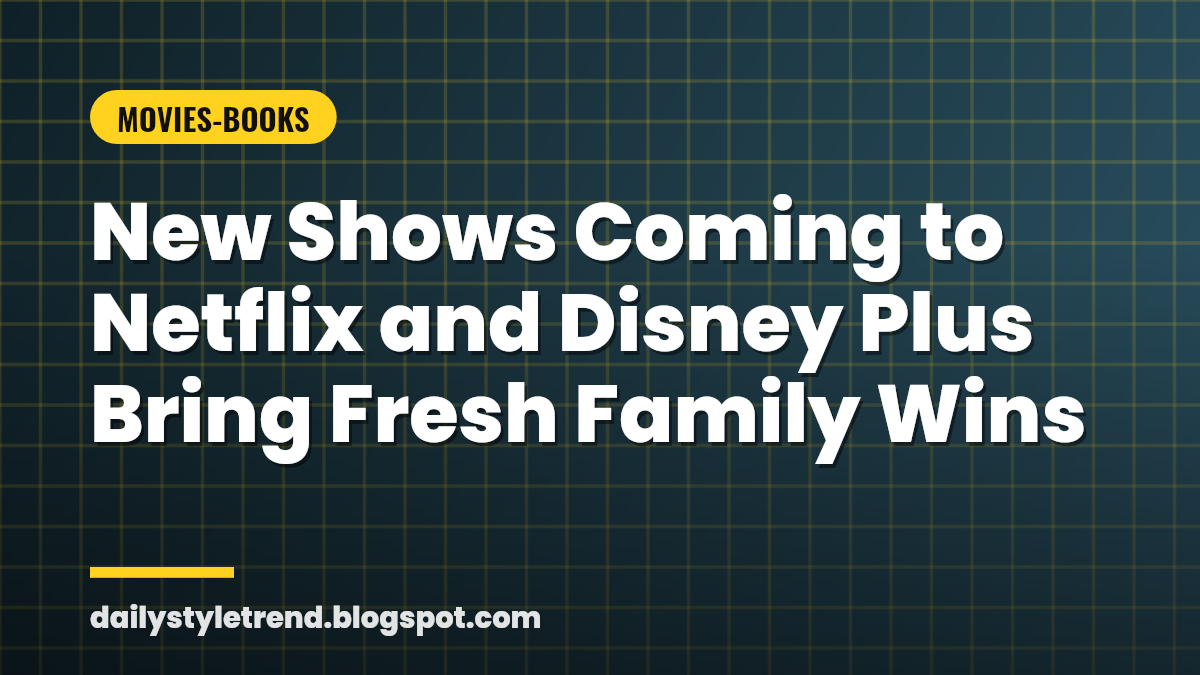 MOVIES-BOOKS
New Shows Coming to
Netflix and Disney Plus
Bring Fresh Family Wins
dailystyletrend.blogspot.com